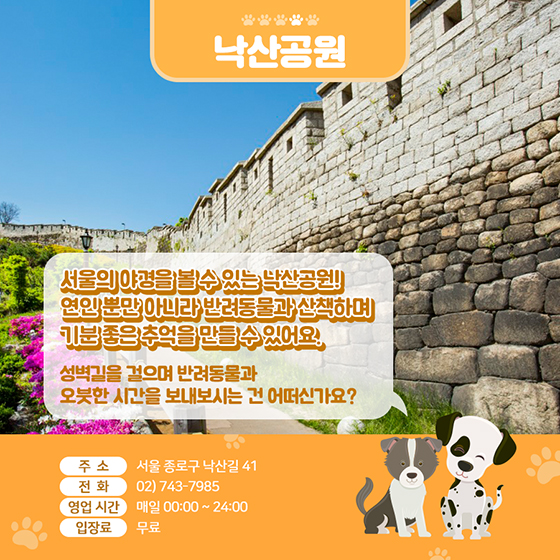 낙산공원
서울의 야경을 볼 수 있는 낙산공원!
연인 뿐만 아니라 반려동물과 산책하며
기분 좋은 추억을 만들 수 있어요.
성벽길을 걸으며 반려동물과
오붓한 시간을 보내보시는 건 어떠신가요?
주 소 서울 종로구 낙산길 41
전 화 02) 743-7985
영업 시간 매일 00:00 ~ 24:00
입장료 무료